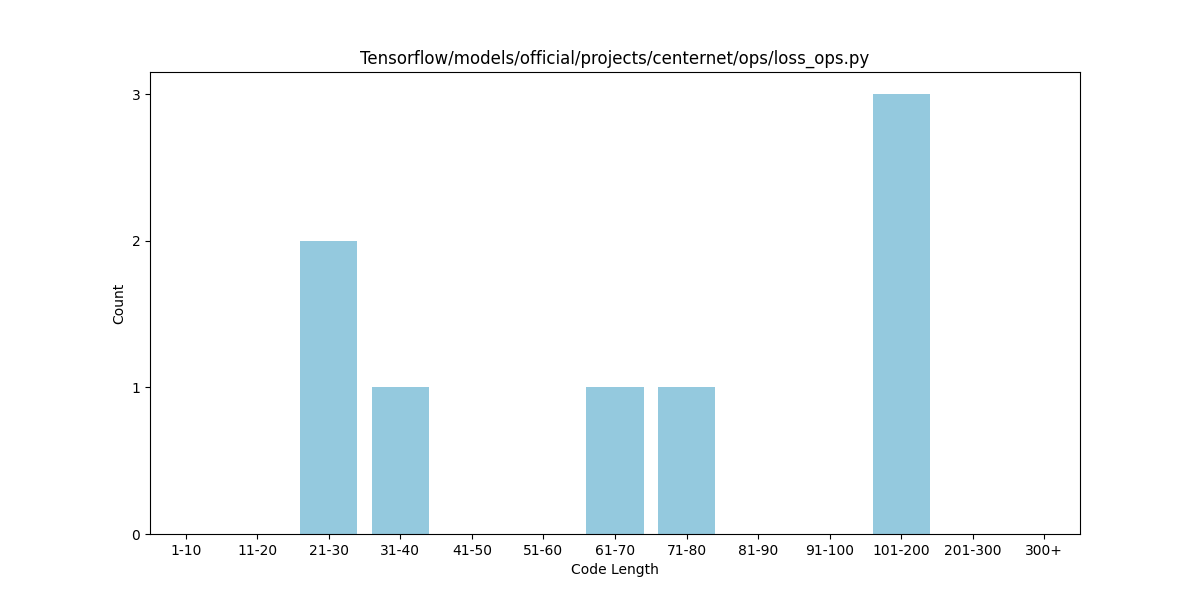 Tensorflow/models/official/projects/centernet/ops/loss_ops.py
3
2
1
0
Count
1-10 11-20 21-30 31-40 41-50 51-60 61-70 71-80 81-90 91-100 101-200 201-300 300+
Code Length